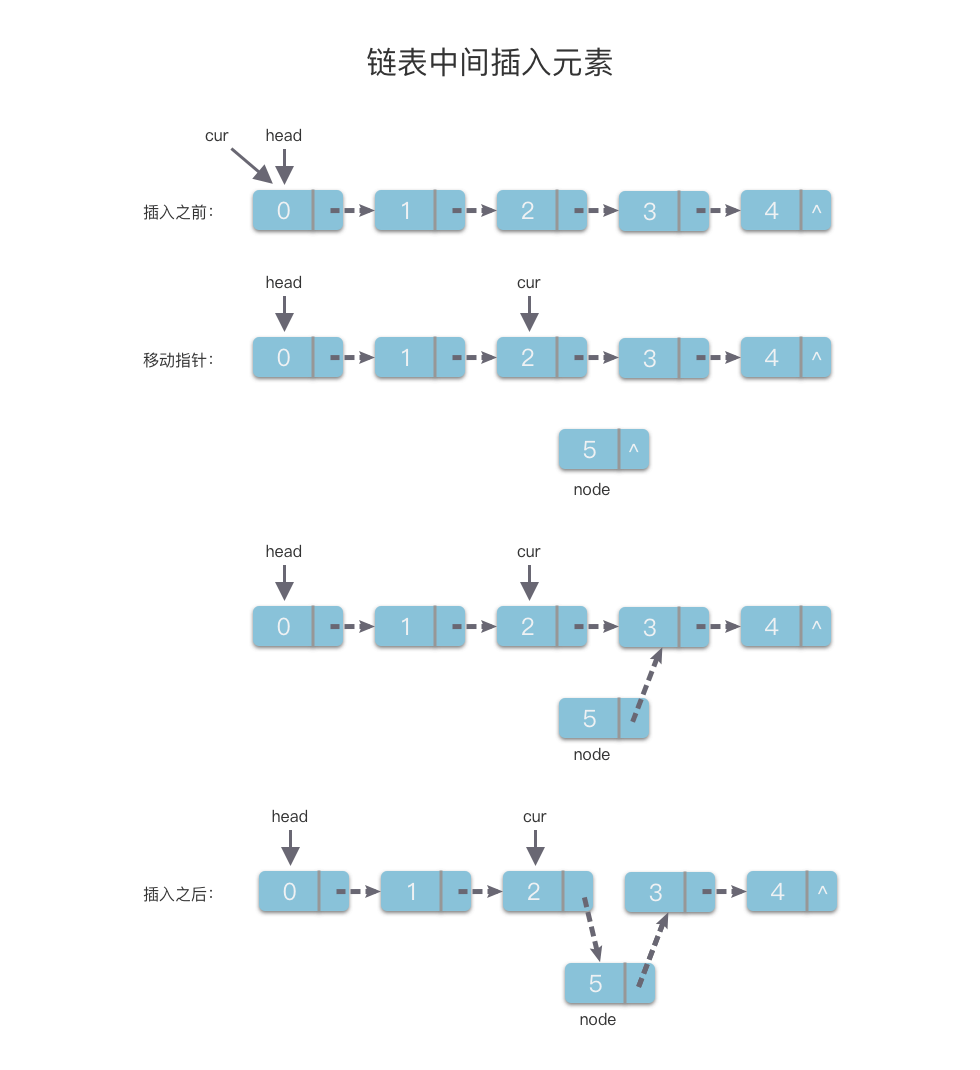 链表中间插入元素
cur head
插入之前： 0 1 2 3 4 ^
head cur
移动指针： 0 1 2 3 4 ^
5 ^
node
head cur
0 1 2 3 4 ^
5
node
head cur
插入之后： 0 1 2 3 4 ^
5
node